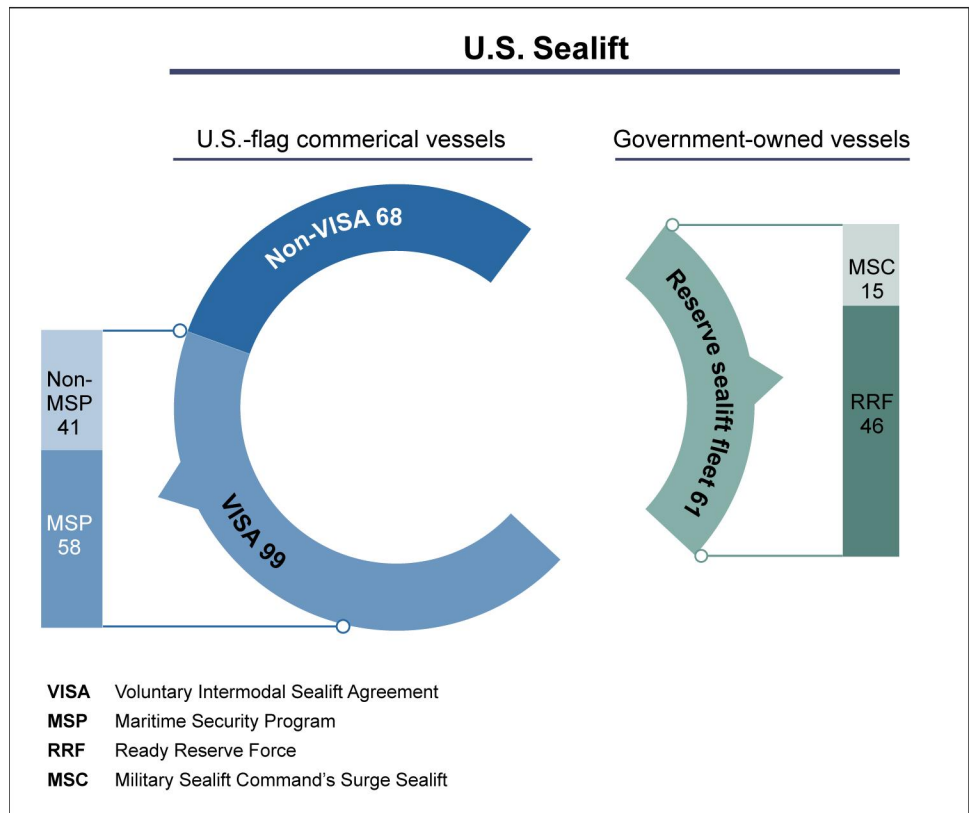 U.S. Sealift
U.S.-flag commerical vessels
Government-owned vessels
Non-VISA 68
VISA 99
Non-
MSP
41
MSP
58
Reserve sealift fleet 61
MSC
15
RRF
46
VISA Voluntary Intermodal Sealift Agreement
MSP Maritime Security Program
RRF Ready Reserve Force
MSC Military Sealift Command's Surge Sealift